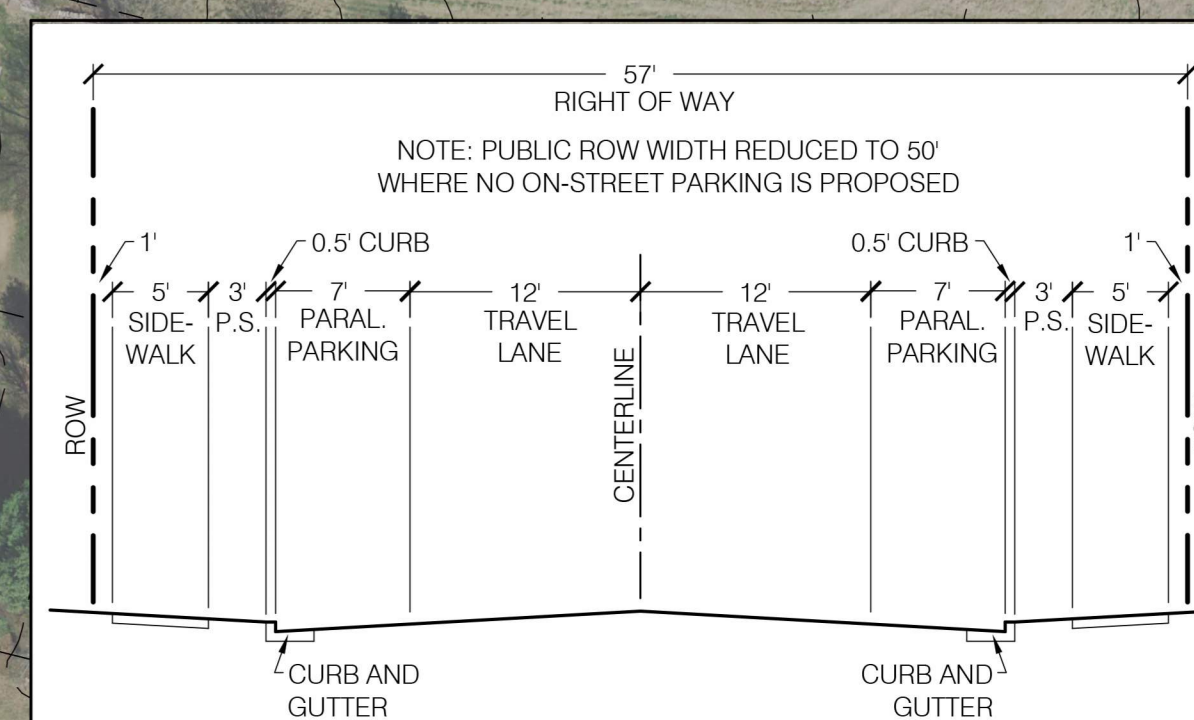 57'
RIGHT OF WAY
NOTE: PUBLIC ROW WIDTH REDUCED TO 50'
WHERE NO ON-STREET PARKING IS PROPOSED
1'
0.5' CURB
0.5' CURB
1'
5'
SIDE-
WALK
3'
P.S.
7'
PARAL.
PARKING
12'
TRAVEL
LANE
12'
TRAVEL
LANE
7'
PARAL.
PARKING
3'
P.S.
5'
SIDE-
WALK
ROW
CENTERLINE
CURB AND
GUTTER
CURB AND
GUTTER